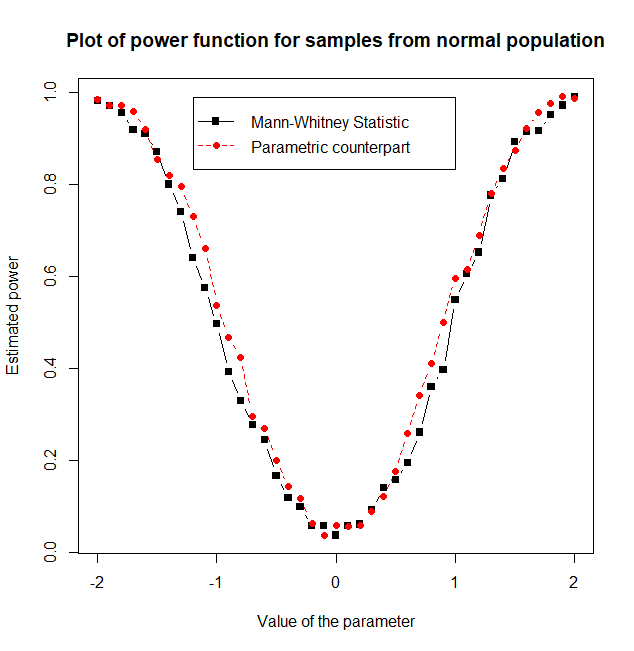 Plot of power function for samples from normal population
Mann-Whitney Statistic
Parametric counterpart
Estimated power
1.0
0.8
0.6
0.4
0.2
0.0
-2 -1 0 1 2
Value of the parameter